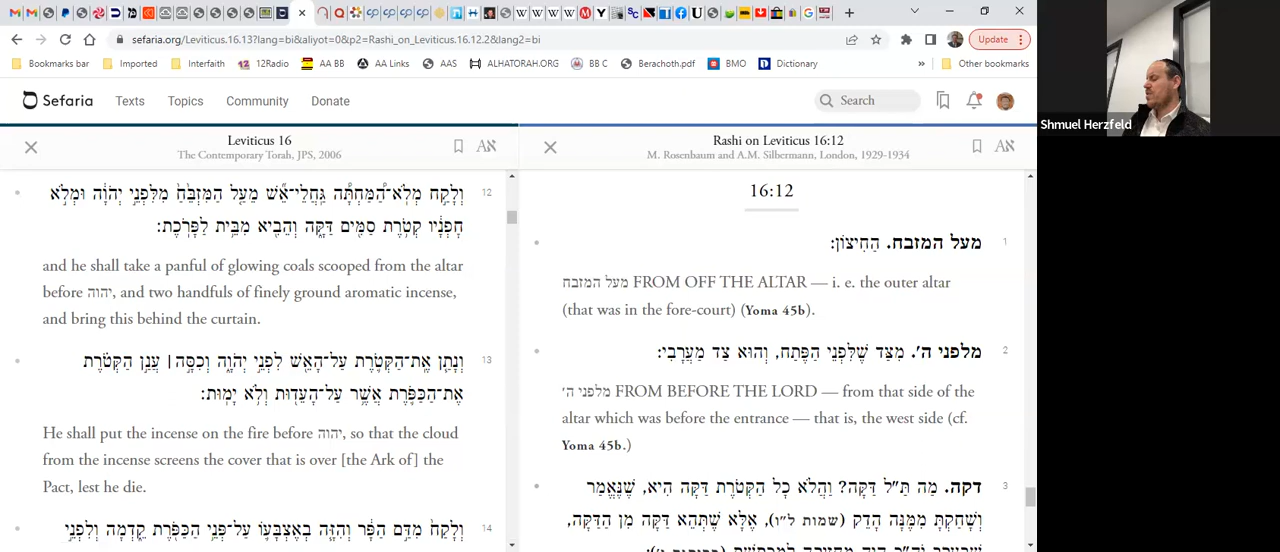 sefaria.org/Leviticus.16.13?lang=bi&aliyot=0&p2=Rashi_on_Leviticus.16.12.2&lang2=bi
Update
Bookmarks bar
Imported
Interfaith
12Radio
AA BB
AA Links
AAS
ALHATORAH.ORG
BB C
Berachoth.pdf
BMO
Dictionary
»
Other bookmarks
Sefaria
Texts
Topics
Community
Donate
Search
Shmuel Herzfeld
Leviticus 16
The Contemporary Torah, JPS, 2006
12
וְלָקַ֣ח מְלֹֽא־הַ֠מַּחְתָּ֠ה גַּֽחֲלֵי־אֵ֞שׁ מֵעַ֤ל הַמִּזְבֵּ֙חַ֙ מִלִּפְנֵ֣י יְהֹוָ֔ה וּמְלֹ֣א
חׇפְנָ֔יו קְטֹ֥רֶת סַמִּ֖ים דַּקָּ֑ה וְהֵבִ֖יא מִבֵּ֥ית לַפָּרֹֽכֶת׃
and he shall take a panful of glowing coals scooped from the altar
before יהוה, and two handfuls of finely ground aromatic incense,
and bring this behind the curtain.
13
וְנָתַ֧ן אֶֽת־הַקְּטֹ֛רֶת עַל־הָאֵ֖שׁ לִפְנֵ֣י יְהֹוָ֑ה וְכִסָּ֣ה ׀ עֲנַ֣ן הַקְּטֹ֗רֶת
אֶת־הַכַּפֹּ֛רֶת אֲשֶׁ֥ר עַל־הָעֵד֖וּת וְלֹ֥א יָמֽוּת׃
He shall put the incense on the fire before יהוה, so that the cloud
from the incense screens the cover that is over [the Ark of] the
Pact, lest he die.
14
וְלָקַח֙ מִדַּ֣ם הַפָּ֔ר וְהִזָּ֧ה בְאֶצְבָּע֛וֹ עַל־פְּנֵ֥י הַכַּפֹּ֖רֶת קֵ֑דְמָה וְלִפְנֵ֣י
Rashi on Leviticus 16:12
M. Rosenbaum and A.M. Silbermann, London, 1929-1934
16:12
1
מעל המזבח. הַחִיצוֹן:
מעל המזבח FROM OFF THE ALTAR — i. e. the outer altar
(that was in the fore-court) (Yoma 45b).
2
מלפני ה׳. מִצַּד שֶׁלִּפְנֵי הַפֶּתַח, וְהוּא צַד מַעֲרָבִי:
מלפני ה׳ FROM BEFORE THE LORD — from that side of the
altar which was before the entrance — that is, the west side (cf.
Yoma 45b.)
3
דקה. מַה תַּ״ל דַּקָּה? וַהֲלֹא כָל הַקְּטֹרֶת דַּקָּה הִיא, שֶׁנֶּאֱמַר
וְשָׁחַקְתָּ מִמֶּנָּה הָדֵק (שמות ל״ו), אֶלָּא שֶׁתְּהֵא דַקָּה מִן הַדַּקָּה,